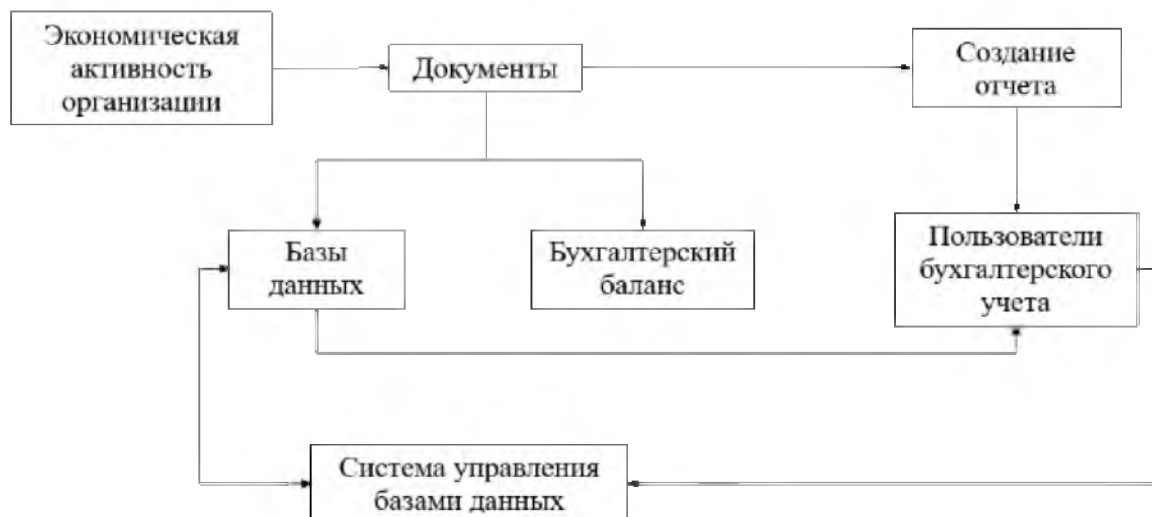 Экономическая
активность
организации
Документы
Создание
отчета
Базы
данных
Бухгалтерский
баланс
Пользователи
бухгалтерского
учета
Система управления
базами данных